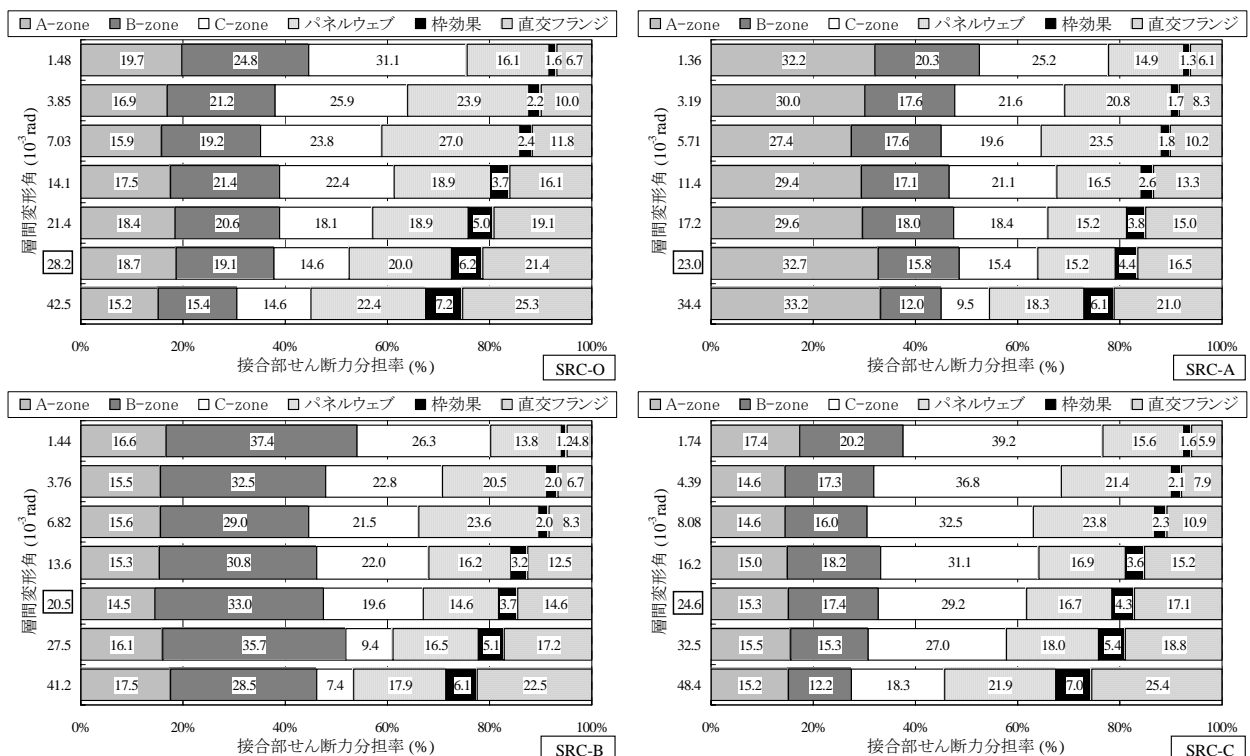 A-zone B-zone C-zone パネルウェブ 枠効果 直交フランジ
1.48 19.7 24.8 31.1 16.1 1.6 6.7
3.85 16.9 21.2 25.9 23.9 2.2 10.0
7.03 15.9 19.2 23.8 27.0 2.4 11.8
14.1 17.5 21.4 22.4 18.9 3.7 16.1
21.4 18.4 20.6 18.1 18.9 5.0 19.1
28.2 18.7 19.1 14.6 20.0 6.2 21.4
42.5 15.2 15.4 14.6 22.4 7.2 25.3
層間変形角 (10⁻³rad)
0% 20% 40% 60% 80% 100%
接合部せん断力分担率 (%)
SRC-O
A-zone B-zone C-zone パネルウェブ 枠効果 直交フランジ
1.36 32.2 20.3 25.2 14.9 1.3 6.1
3.19 30.0 17.6 21.6 20.8 1.7 8.3
5.71 27.4 17.6 19.6 23.5 1.8 10.2
11.4 29.4 17.1 21.1 16.5 2.6 13.3
17.2 29.6 18.0 18.4 15.2 3.8 15.0
23.0 32.7 15.8 15.4 15.2 4.4 16.5
34.4 33.2 12.0 9.5 18.3 6.1 21.0
層間変形角 (10⁻³rad)
0% 20% 40% 60% 80% 100%
接合部せん断力分担率 (%)
SRC-A
A-zone B-zone C-zone パネルウェブ 枠効果 直交フランジ
1.44 16.6 37.4 26.3 13.8 1.2 4.8
3.76 15.5 32.5 22.8 20.5 2.0 6.7
6.82 15.6 29.0 21.5 23.6 2.0 8.3
13.6 15.3 30.8 22.0 16.2 3.2 12.5
20.5 14.5 33.0 19.6 14.6 3.7 14.6
27.5 16.1 35.7 9.4 16.5 5.1 17.2
41.2 17.5 28.5 7.4 17.9 6.1 22.5
層間変形角 (10⁻³rad)
0% 20% 40% 60% 80% 100%
接合部せん断力分担率 (%)
SRC-B
A-zone B-zone C-zone パネルウェブ 枠効果 直交フランジ
1.74 17.4 20.2 39.2 15.6 1.6 5.9
4.39 14.6 17.3 36.8 21.4 2.1 7.9
8.08 14.6 16.0 32.5 23.8 2.3 10.9
16.2 15.0 18.2 31.1 16.9 3.6 15.2
24.6 15.3 17.4 29.2 16.7 4.3 17.1
32.5 15.5 15.3 27.0 18.0 5.4 18.8
48.4 15.2 12.2 18.3 21.9 7.0 25.4
層間変形角 (10⁻³rad)
0% 20% 40% 60% 80% 100%
接合部せん断力分担率 (%)
SRC-C